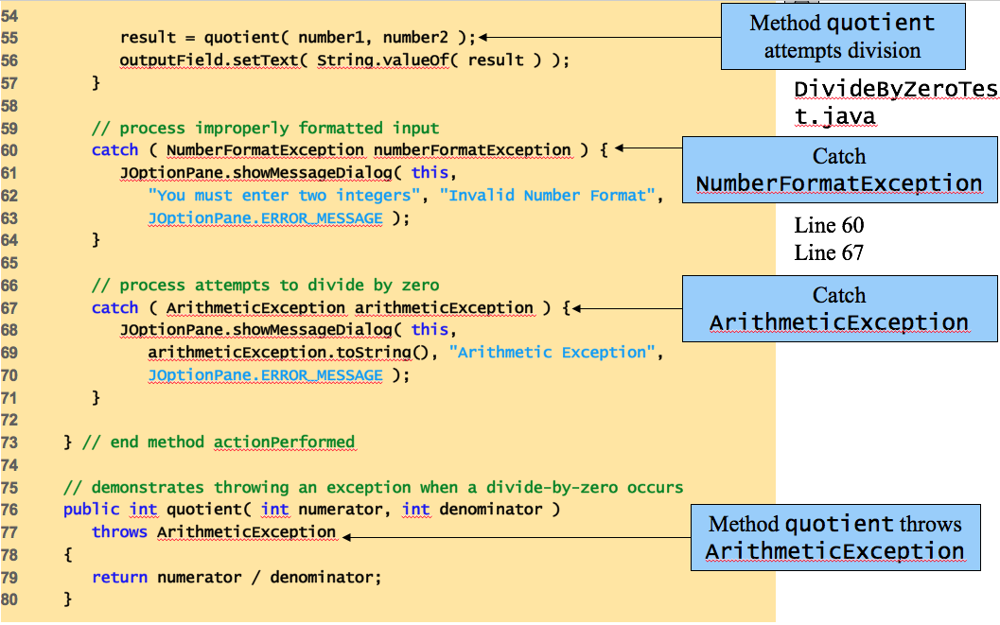 54
55 result = quotient( number1, number2 );
56 outputField.setText( String.valueOf( result ) );
57 }
58
59 // process improperly formatted input
60 catch ( NumberFormatException numberFormatException ) {
61 JOptionPane.showMessageDialog( this,
62 "You must enter two integers", "Invalid Number Format",
63 JOptionPane.ERROR_MESSAGE );
64 }
65
66 // process attempts to divide by zero
67 catch ( ArithmeticException arithmeticException ) {
68 JOptionPane.showMessageDialog( this,
69 arithmeticException.toString(), "Arithmetic Exception",
70 JOptionPane.ERROR_MESSAGE );
71 }
72
73 } // end method actionPerformed
74
75 // demonstrates throwing an exception when a divide-by-zero occurs
76 public int quotient( int numerator, int denominator )
77 throws ArithmeticException
78 {
79 return numerator / denominator;
80 }
Method quotient
attempts division
DivideByZeroTes
t.java
Catch
NumberFormatException
Line 60
Line 67
Catch
ArithmeticException
Method quotient throws
ArithmeticException